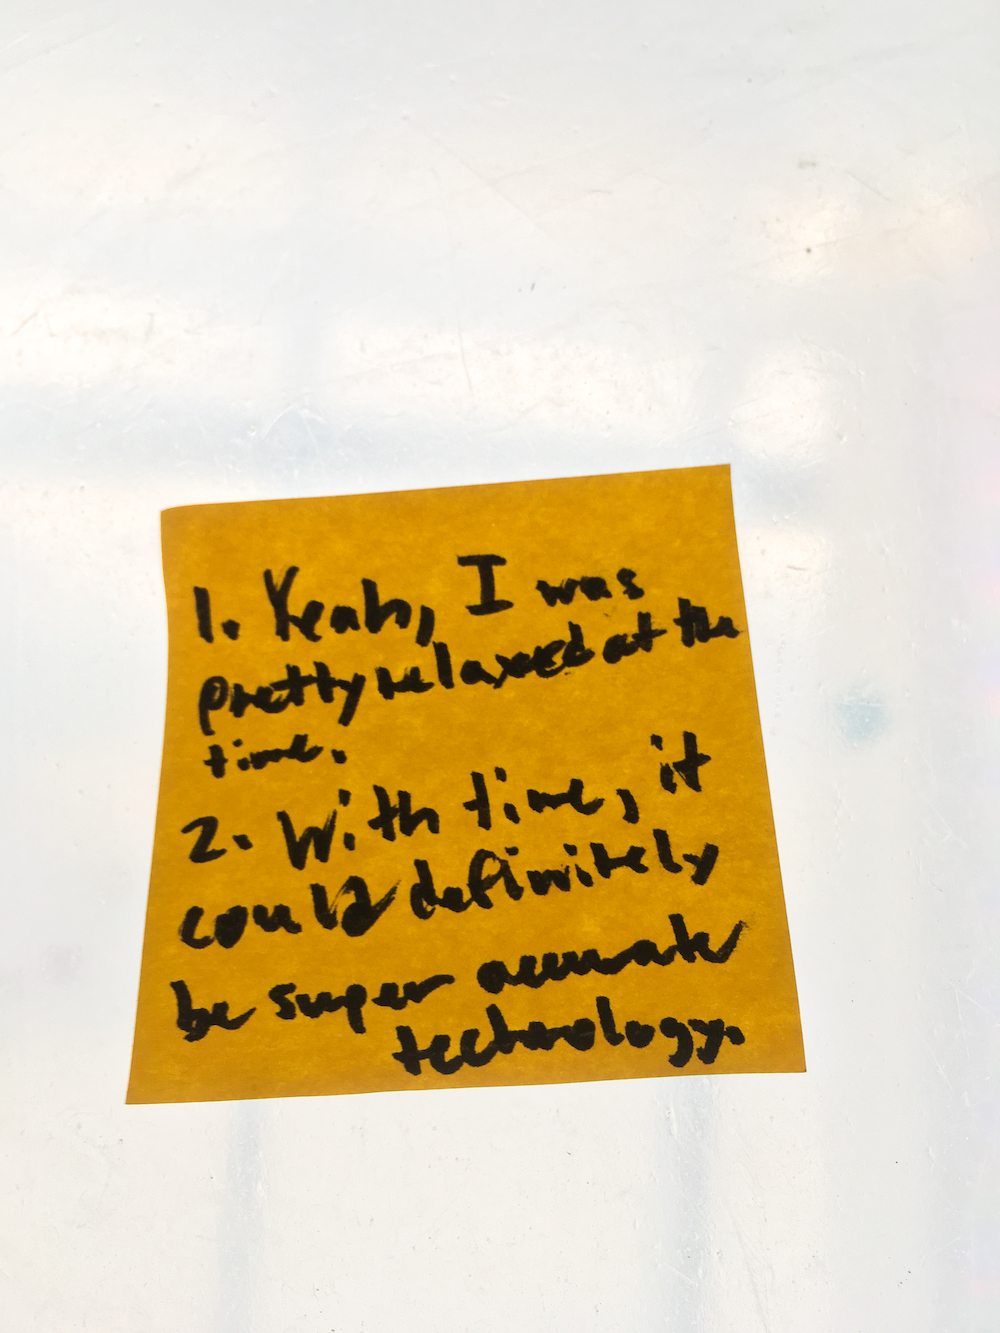 1. Yeah, I was
pretty relaxed at the
time.
2. With time, it
could definitely
be super accurate
technology.